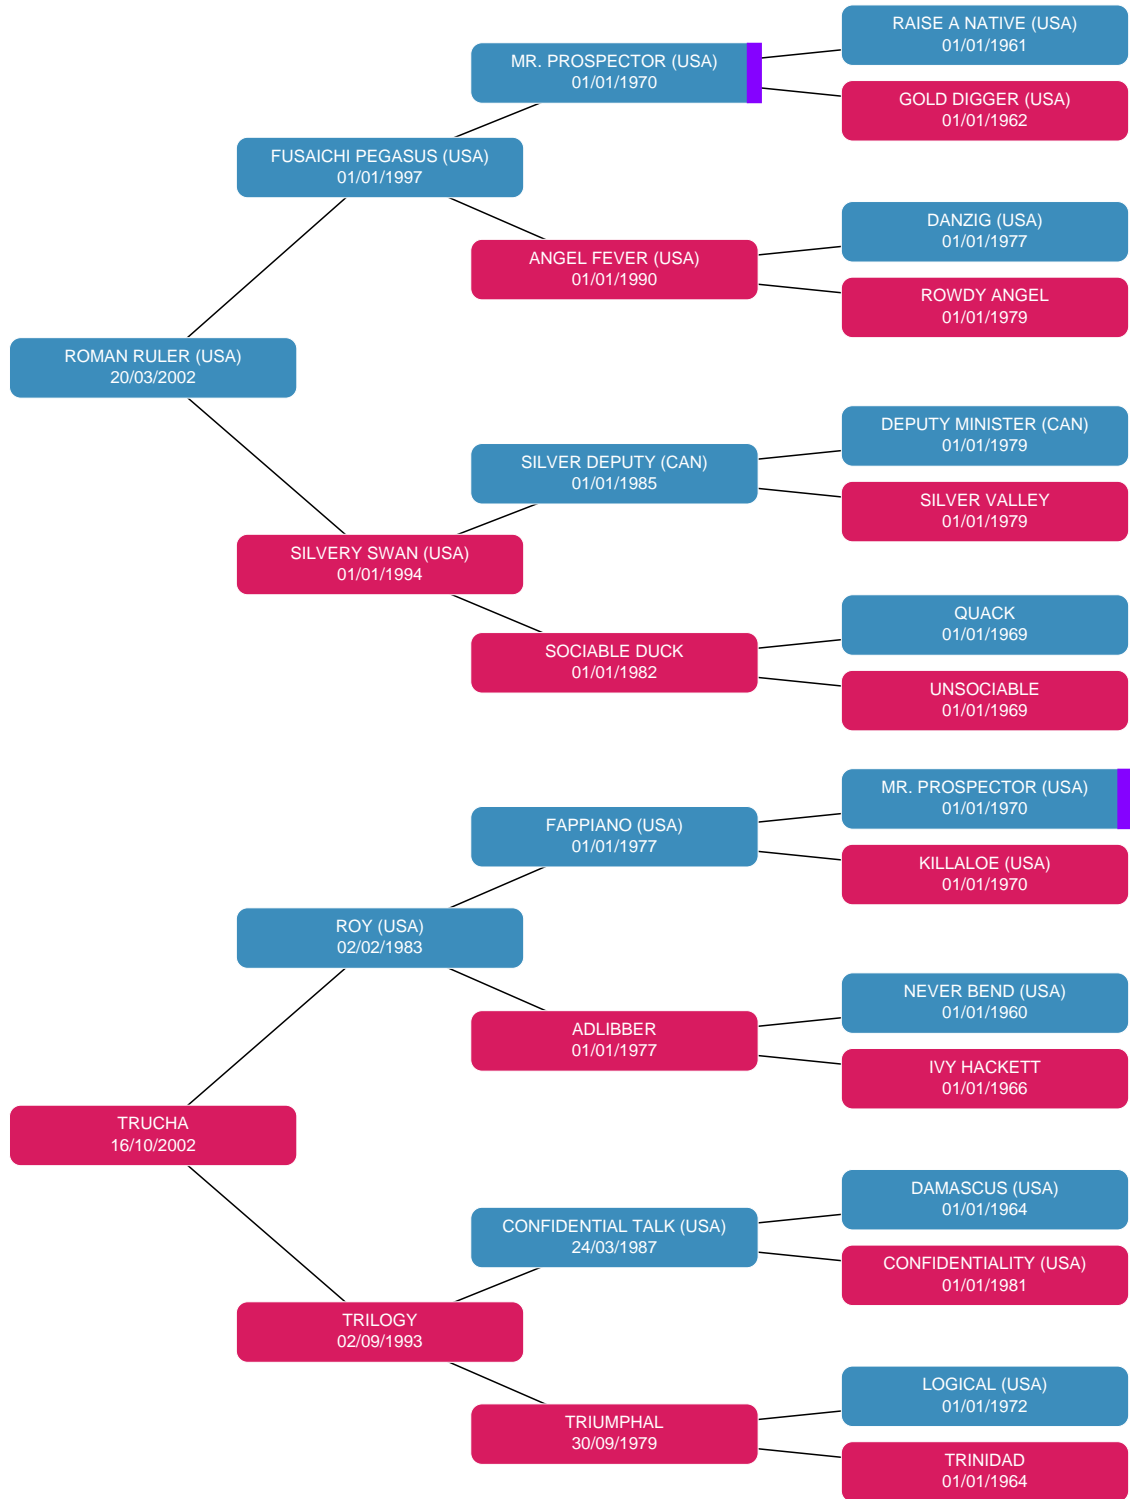 RAISE A NATIVE (USA)
01/01/1961
MR. PROSPECTOR (USA)
01/01/1970
GOLD DIGGER (USA)
01/01/1962
FUSAICHI PEGASUS (USA)
01/01/1997
DANZIG (USA)
01/01/1977
ANGEL FEVER (USA)
01/01/1990
ROWDY ANGEL
01/01/1979
ROMAN RULER (USA)
20/03/2002
DEPUTY MINISTER (CAN)
01/01/1979
SILVER DEPUTY (CAN)
01/01/1985
SILVER VALLEY
01/01/1979
SILVERY SWAN (USA)
01/01/1994
QUACK
01/01/1969
SOCIABLE DUCK
01/01/1982
UNSOCIABLE
01/01/1969
MR. PROSPECTOR (USA)
01/01/1970
FAPPIANO (USA)
01/01/1977
KILLALOE (USA)
01/01/1970
ROY (USA)
02/02/1983
NEVER BEND (USA)
01/01/1960
ADLIBBER
01/01/1977
IVY HACKETT
01/01/1966
TRUCHA
16/10/2002
DAMASCUS (USA)
01/01/1964
CONFIDENTIAL TALK (USA)
24/03/1987
CONFIDENTIALITY (USA)
01/01/1981
TRILOGY
02/09/1993
LOGICAL (USA)
01/01/1972
TRIUMPHAL
30/09/1979
TRINIDAD
01/01/1964